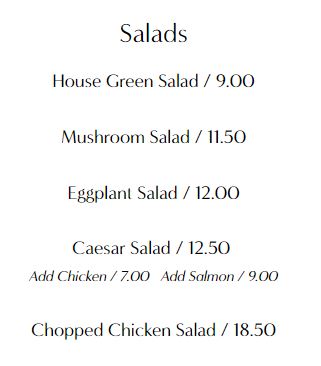 Salads
House Green Salad / 9.00
Mushroom Salad / 11.50
Eggplant Salad / 12.00
Caesar Salad / 12.50
Add Chicken / 7.00   Add Salmon / 9.00
Chopped Chicken Salad / 18.50